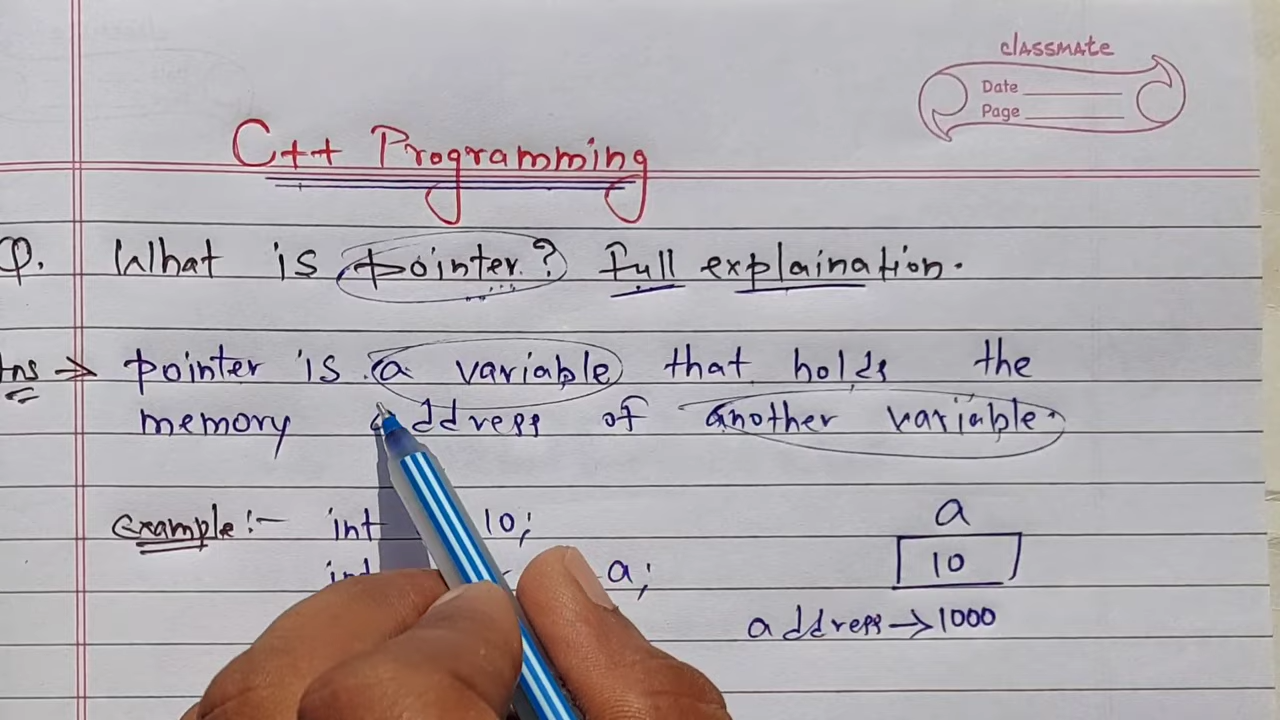 classmate
Date
Page
C++ Programming
Q. What is pointer? Full explaination.
Ans → pointer is a variable that holds the
memory address of another variable.
Example :- int 10;
a;
a
10
address → 1000